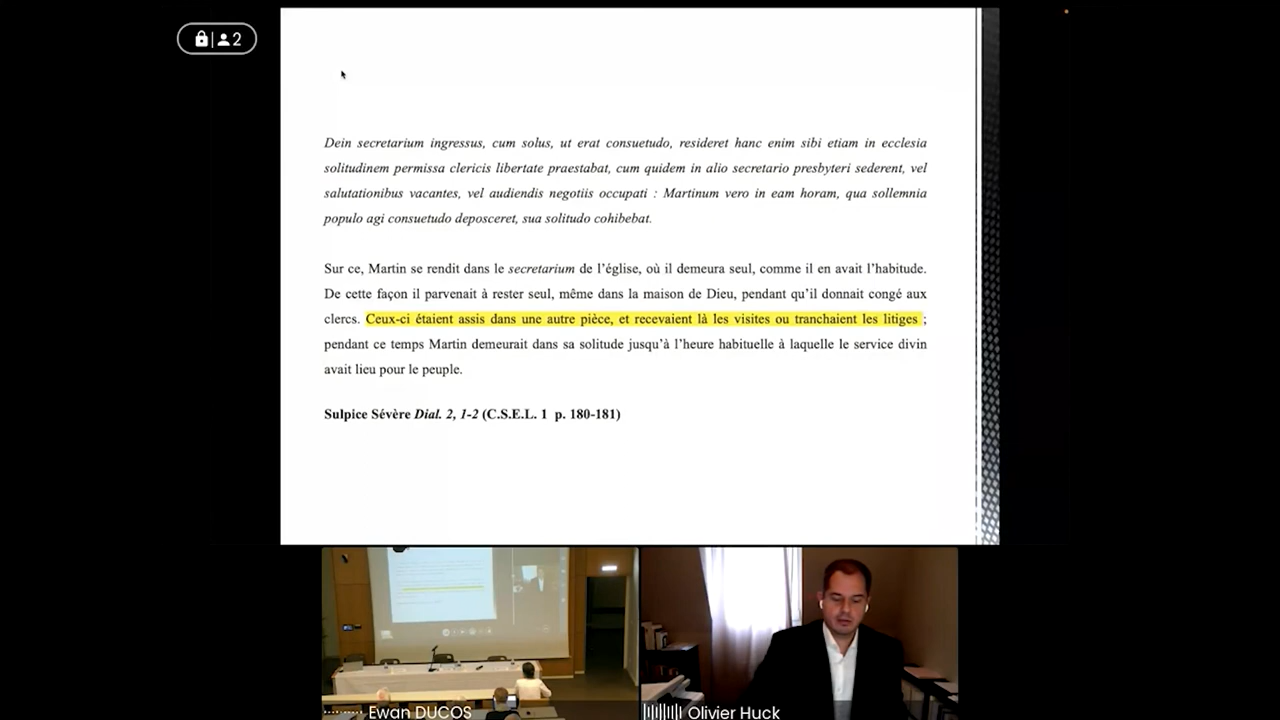 2
Dein secretarium ingressus, cum solus, ut erat consuetudo, resideret hanc enim sibi etiam in ecclesia
solitudinem permissa clericis libertate praestabat, cum quidem in alio secretario presbyteri sederent, vel
salutationibus vacantes, vel audiendis negotiis occupati : Martinum vero in eam horam, qua sollemnia
populo agi consuetudo deposceret, sua solitudo cohibebat.
Sur ce, Martin se rendit dans le secretarium de l'église, où il demeura seul, comme il en avait l'habitude.
De cette façon il parvenait à rester seul, même dans la maison de Dieu, pendant qu'il donnait congé aux
clercs. Ceux-ci étaient assis dans une autre pièce, et recevaient là les visites ou tranchaient les litiges ;
pendant ce temps Martin demeurait dans sa solitude jusqu'à l'heure habituelle à laquelle le service divin
avait lieu pour le peuple.
Sulpice Sévère Dial. 2, 1-2 (C.S.E.L. 1 p. 180-181)
Ewan DUCOS
Olivier Huck